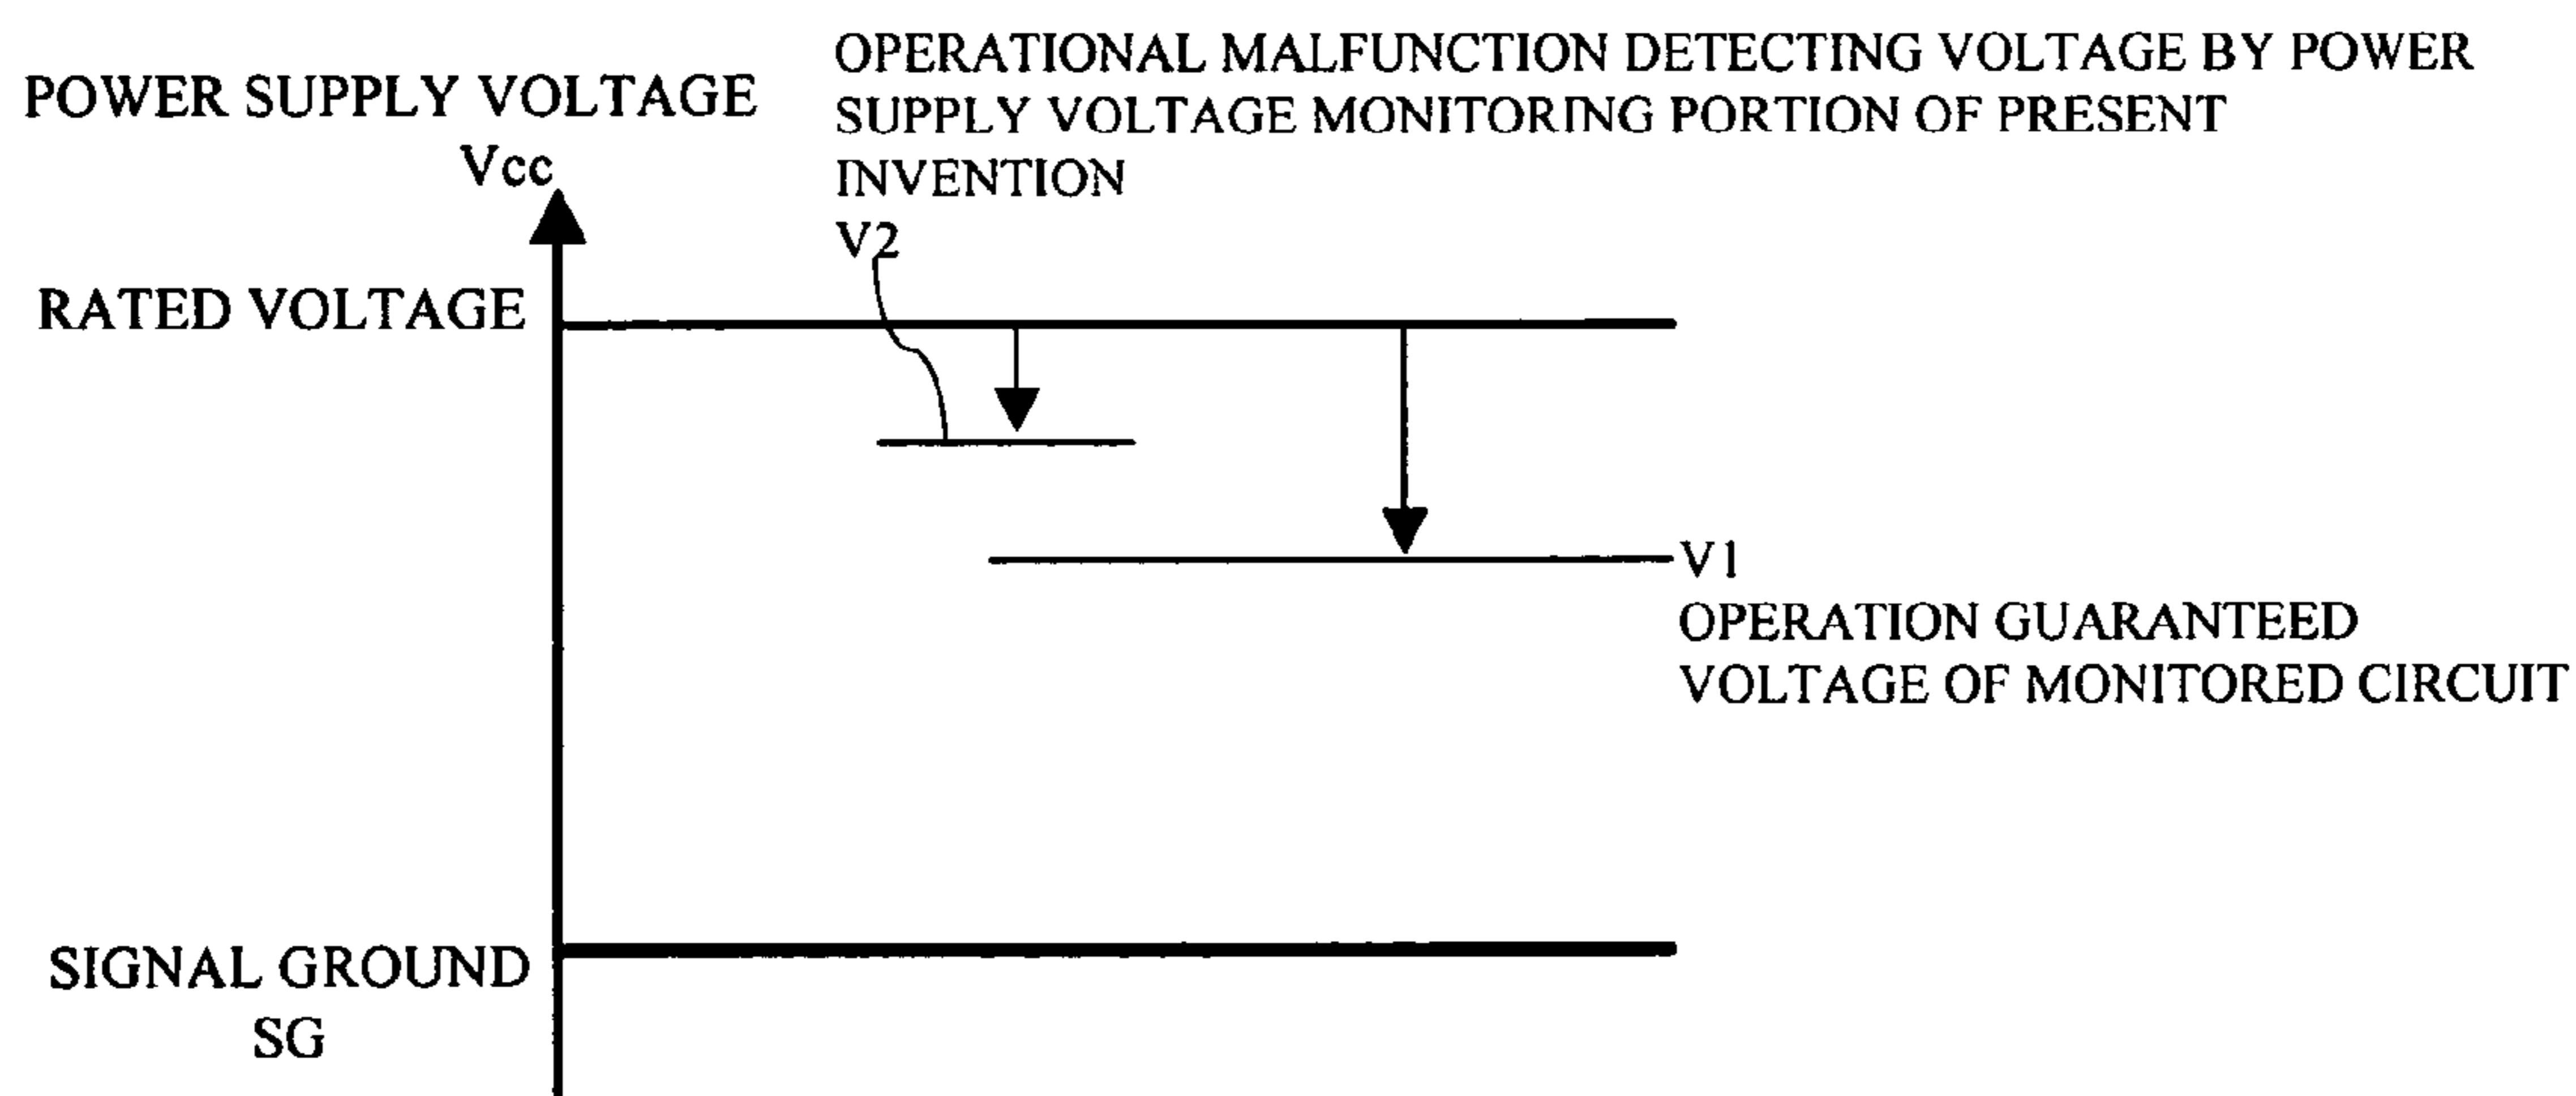 POWER SUPPLY VOLTAGE
Vcc
OPERATIONAL MALFUNCTION DETECTING VOLTAGE BY POWER
SUPPLY VOLTAGE MONITORING PORTION OF PRESENT
INVENTION
V2
RATED VOLTAGE
V1
OPERATION GUARANTEED
VOLTAGE OF MONITORED CIRCUIT
SIGNAL GROUND
SG